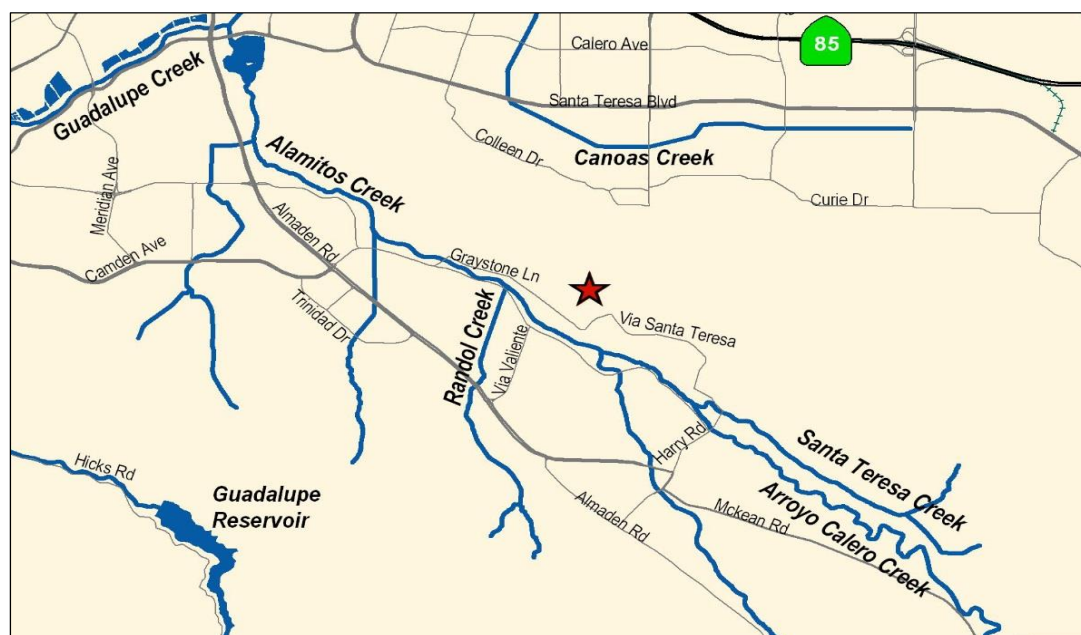 Calero Ave
85
Guadalupe Creek
Santa Teresa Blvd
Colleen Dr
Canoas Creek
Meridian Ave
Alamitos Creek
Curie Dr
Almaden Rd
Camden Ave
Graystone Ln
Trinidad Dr
Randol Creek
Via Santa Teresa
Via Valiente
Harry Rd
Santa Teresa Creek
Hicks Rd
Guadalupe
Reservoir
Almaden Rd
Mckean Rd
Arroyo Calero Creek